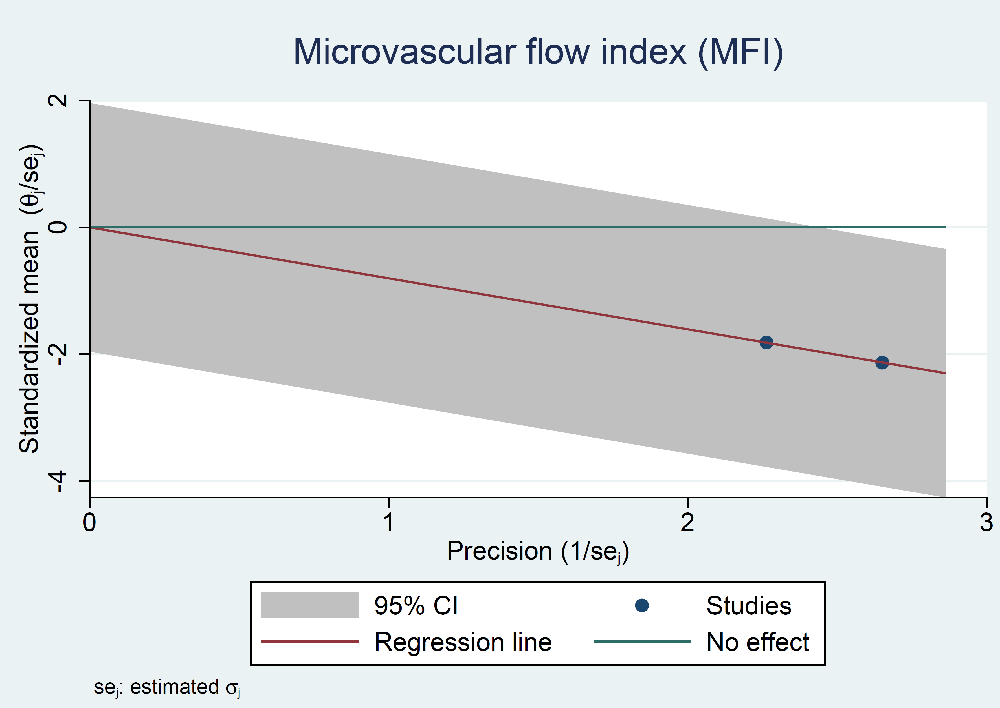 Microvascular flow index (MFI)
Standardized mean (θj/sej)
2
0
-2
-4
0 1 2 3
Precision (1/sej)
95% CI Studies
Regression line No effect
sej: estimated σj